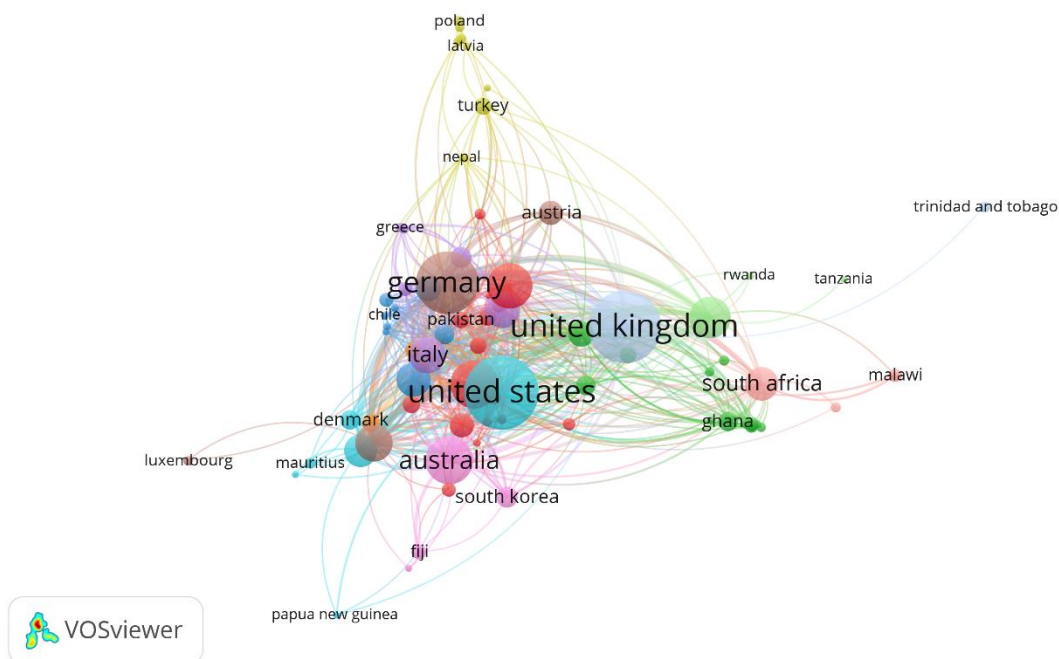 poland
latvia
turkey
nepal
austria
trinidad and tobago
greece
rwanda
tanzania
germany
chile
pakistan
united kingdom
italy
malawi
south africa
united states
denmark
ghana
luxembourg
mauritius
australia
south korea
fiji
papua new guinea
VOSviewer